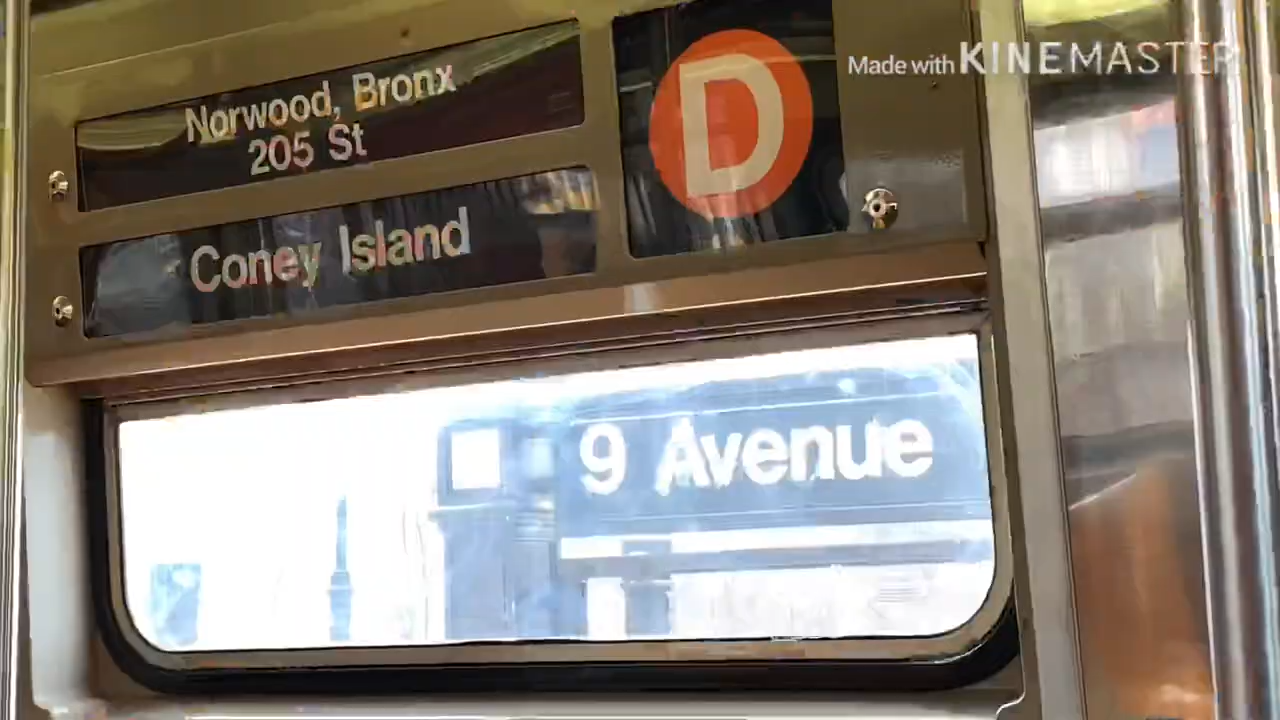 Norwood, Bronx
205 St
Coney Island
D
Made with KINEMASTER
9 Avenue